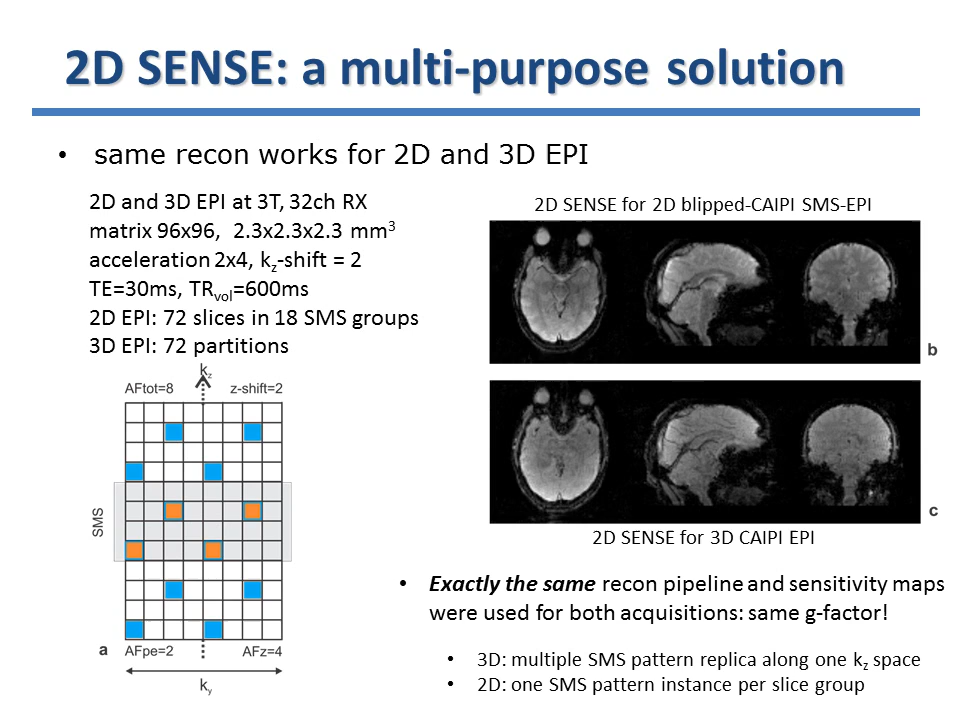 2D SENSE: a multi-purpose solution
• same recon works for 2D and 3D EPI
2D and 3D EPI at 3T, 32ch RX
matrix 96x96, 2.3x2.3x2.3 mm³
acceleration 2x4, kz-shift = 2
TE=30ms, TRvol=600ms
2D EPI: 72 slices in 18 SMS groups
3D EPI: 72 partitions
kz
AFtot=8 z-shift=2
SMS
a AFpe=2 AFz=4
ky
2D SENSE for 2D blipped-CAIPI SMS-EPI
b
c
2D SENSE for 3D CAIPI EPI
• Exactly the same recon pipeline and sensitivity maps
were used for both acquisitions: same g-factor!
• 3D: multiple SMS pattern replica along one kz space
• 2D: one SMS pattern instance per slice group